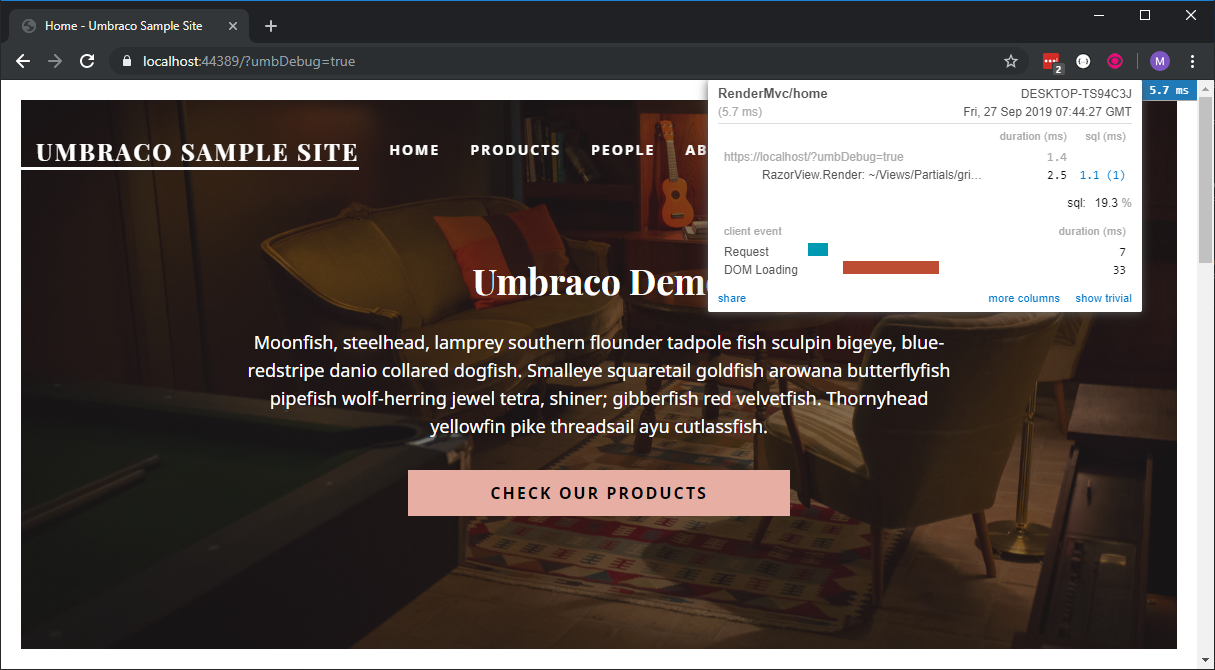 Home - Umbraco Sample Site
localhost:44389/?umbDebug=true
2
M
5.7 ms
RenderMvc/home
DESKTOP-TS94C3J
(5.7 ms)
Fri, 27 Sep 2019 07:44:27 GMT
duration (ms) sql (ms)
https://localhost/?umbDebug=true 1.4
RazorView.Render: ~/Views/Partials/gri… 2.5 1.1 (1)
sql: 19.3 %
client event duration (ms)
Request 7
DOM Loading 33
share more columns show trivial
UMBRACO SAMPLE SITE
HOME PRODUCTS PEOPLE AB
Umbraco Dem
Moonfish, steelhead, lamprey southern flounder tadpole fish sculpin bigeye, blue-
redstripe danio collared dogfish. Smalleye squaretail goldfish arowana butterflyfish
pipefish wolf-herring jewel tetra, shiner; gibberfish red velvetfish. Thornyhead
yellowfin pike threadsail ayu cutlassfish.
CHECK OUR PRODUCTS